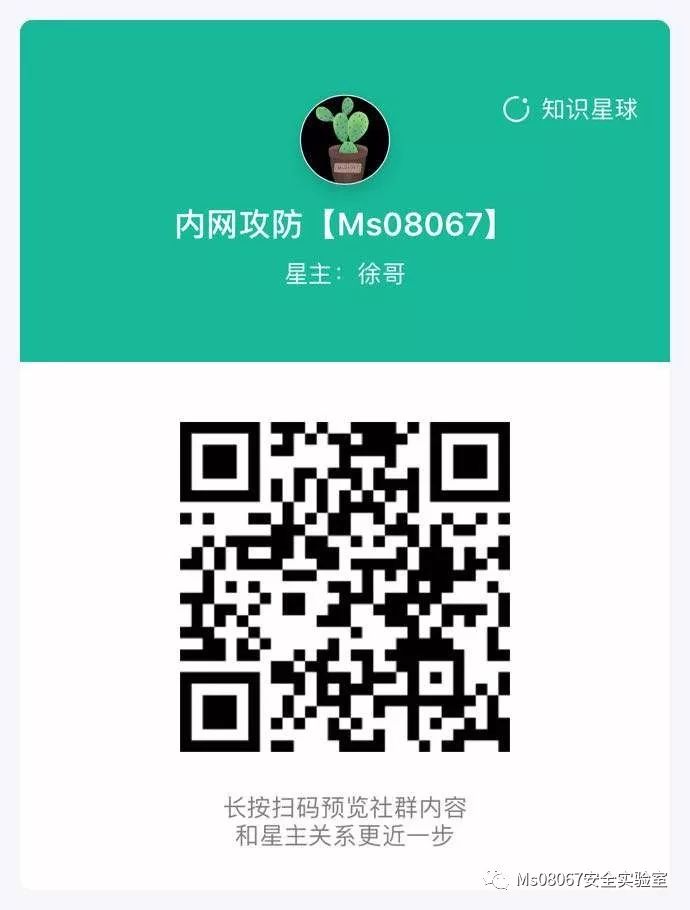 知识星球
内网攻防【Ms08067】
星主：徐哥
长按扫码预览社群内容
和星主关系更近一步
Ms08067安全实验室